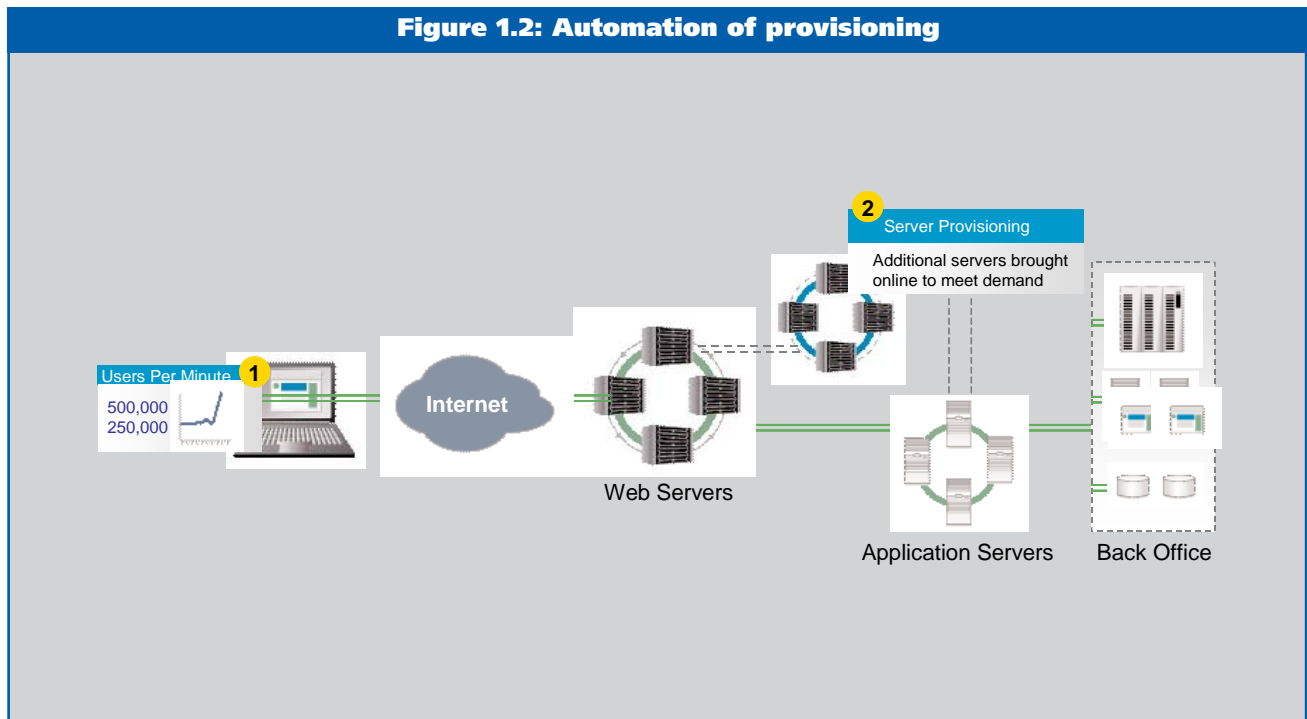 Figure 1.2: Automation of provisioning
2
Server Provisioning
Additional servers brought
online to meet demand
Users Per Minute
1
500,000
250,000
Internet
Web Servers
Application Servers
Back Office